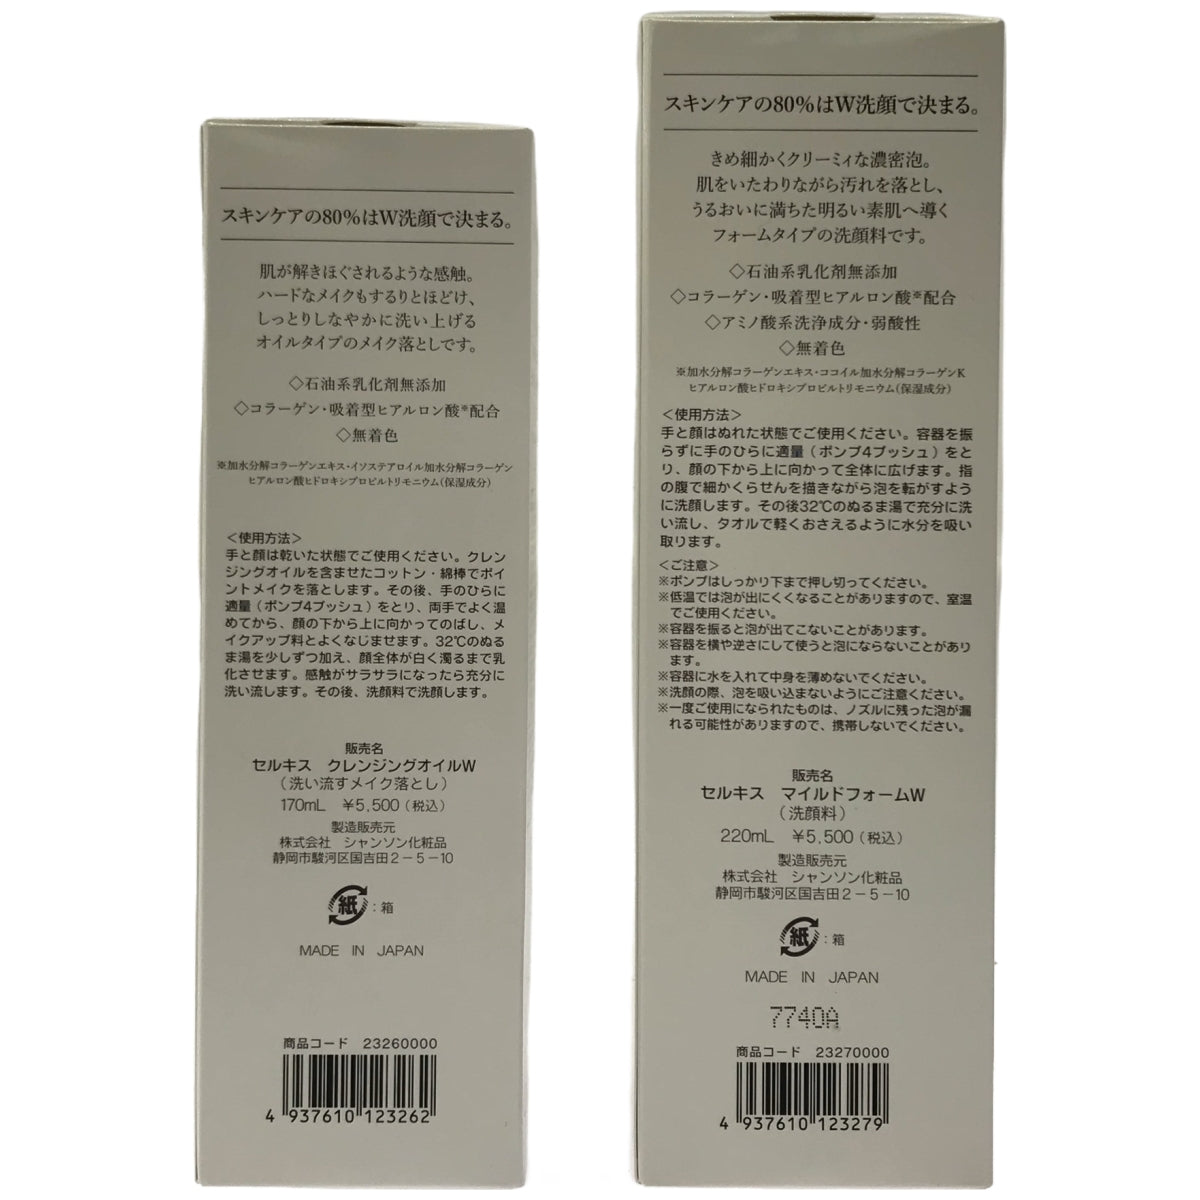 スキンケアの80%はW洗顔で決まる。
肌が解きほぐされるような感触。
ハードなメイクもするりとほどけ、
しっとりしなやかに洗い上げる
オイルタイプのメイク落としです。
◇石油系乳化剤無添加
◇コラーゲン・吸着型ヒアルロン酸※配合
◇無着色
※加水分解コラーゲンエキス・イソステアロイル加水分解コラーゲン
ヒアルロン酸ヒドロキシプロピルトリモニウム(保湿成分)
<使用方法>
手と顔は乾いた状態でご使用ください。クレン
ジングオイルを含ませたコットン・綿棒でポイ
ントメイクを落とします。その後、手のひらに
適量(ポンプ4プッシュ)をとり、両手でよく温
めてから、顔の下から上に向かってのばし、メ
イクアップ料とよくなじませます。32℃のぬる
ま湯を少しずつ加え、顔全体が白く濁るまで乳
化させます。感触がサラサラになったら充分に
洗い流します。その後、洗顔料で洗顔します。
販売名
セルキス クレンジングオイルW
(洗い流すメイク落とし)
170mL ¥5,500(税込)
製造販売元
株式会社 シャンソン化粧品
静岡市駿河区国吉田2-5-10
紙:箱
MADE IN JAPAN
商品コード 23260000
4 937610 123262
スキンケアの80%はW洗顔で決まる。
きめ細かくクリーミィな濃密泡。
肌をいたわりながら汚れを落とし、
うるおいに満ちた明るい素肌へ導く
フォームタイプの洗顔料です。
◇石油系乳化剤無添加
◇コラーゲン・吸着型ヒアルロン酸※配合
◇アミノ酸系洗浄成分・弱酸性
◇無着色
※加水分解コラーゲンエキス・ココイル加水分解コラーゲンK
ヒアルロン酸ヒドロキシプロピルトリモニウム(保湿成分)
<使用方法>
手と顔はぬれた状態でご使用ください。容器を振
らずに手のひらに適量(ポンプ4プッシュ)をと
り、顔の下から上に向かって全体に広げます。指
の腹で細かくらせんを描きながら泡を転がすよう
に洗顔します。その後32℃のぬるま湯で充分に洗
い流し、タオルで軽くおさえるように水分を吸い
取ります。
<ご注意>
※ポンプはしっかり下まで押し切ってください。
※低温では泡が出にくくなることがありますので、室温
でご使用ください。
※容器を振ると泡が出てこないことがあります。
※容器を横や逆さにして使うと泡にならないことがあり
ます。
※容器に水を入れて中身を薄めないでください。
※洗顔の際、泡を吸い込まないようにご注意ください。
※一度ご使用になられたものは、ノズルに残った泡が漏
れる可能性がありますので、携帯しないでください。
販売名
セルキス マイルドフォームW
(洗顔料)
220mL ¥5,500(税込)
製造販売元
株式会社 シャンソン化粧品
静岡市駿河区国吉田2-5-10
紙:箱
MADE IN JAPAN
7740A
商品コード 23270000
4 937610 123279